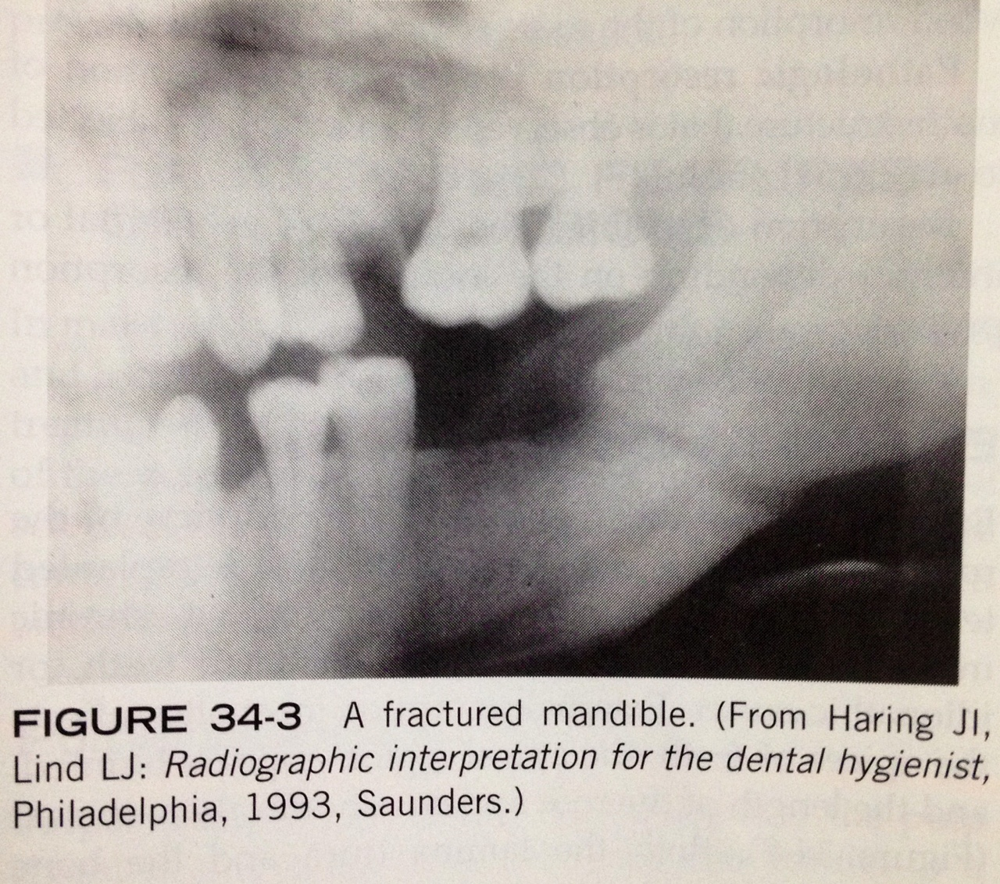 FIGURE 34-3 A fractured mandible. (From Haring JI,
Lind LJ: Radiographic interpretation for the dental hygienist,
Philadelphia, 1993, Saunders.)